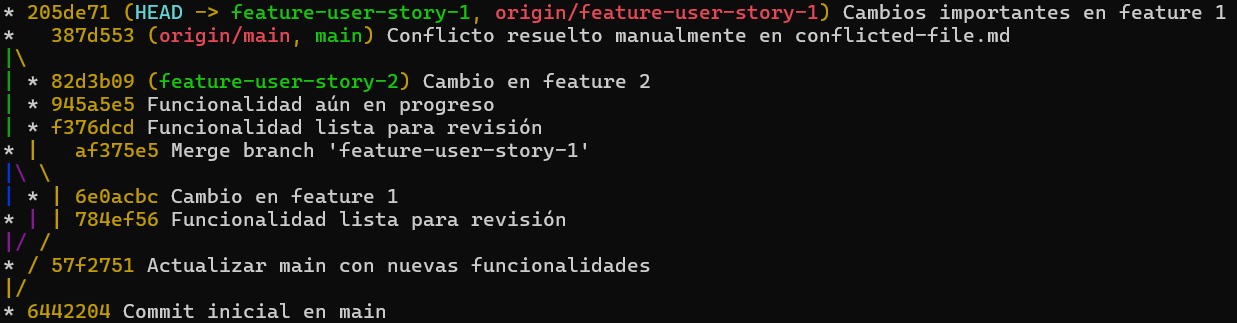 * 205de71 (HEAD -> feature-user-story-1, origin/feature-user-story-1) Cambios importantes en feature 1
*   387d553 (origin/main, main) Conflicto resuelto manualmente en conflicted-file.md
|\
| * 82d3b09 (feature-user-story-2) Cambio en feature 2
| * 945a5e5 Funcionalidad aún en progreso
| * f376dcd Funcionalidad lista para revisión
* |   af375e5 Merge branch 'feature-user-story-1'
|\ \
| * | 6e0acbc Cambio en feature 1
* | | 784ef56 Funcionalidad lista para revisión
|/ /
* / 57f2751 Actualizar main con nuevas funcionalidades
|/
* 6442204 Commit inicial en main